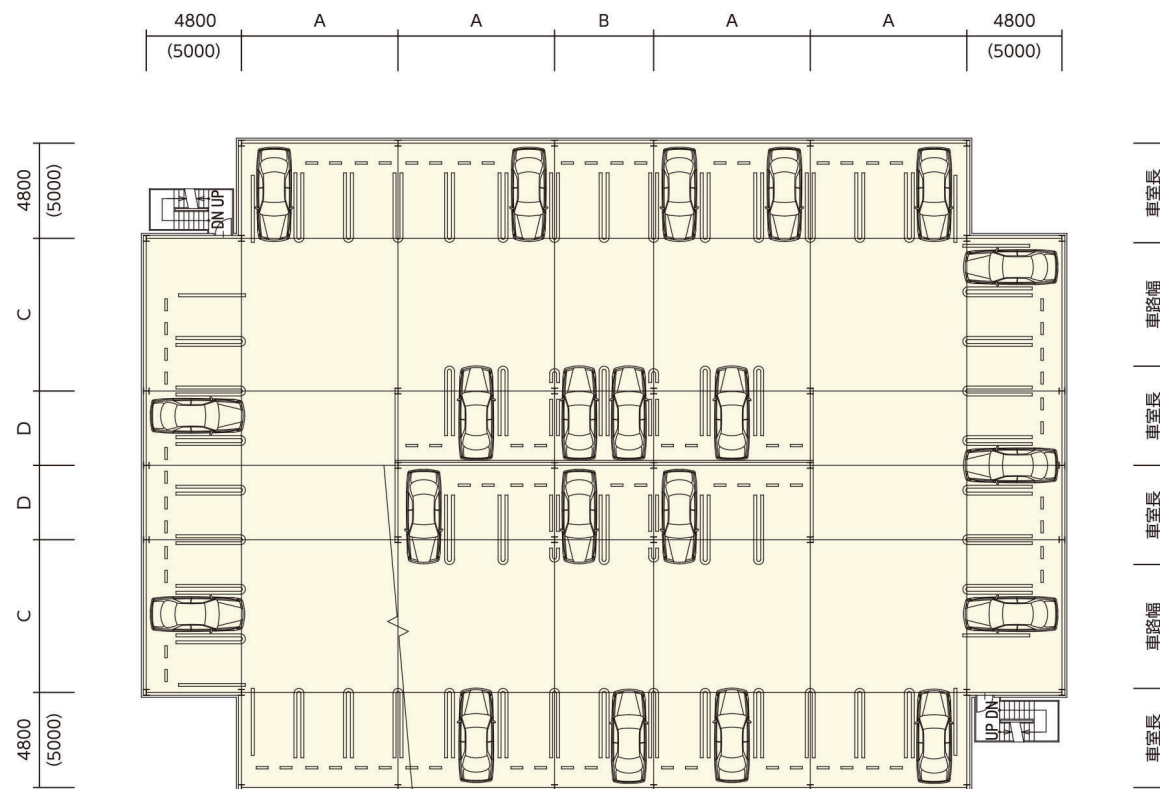 4800 A A B A A 4800
(5000) (5000)
4800
(5000)
C
D
D
C
4800
(5000)
DN UP
UP DN
車室長
車路幅
車室長
車室長
車路幅
車室長